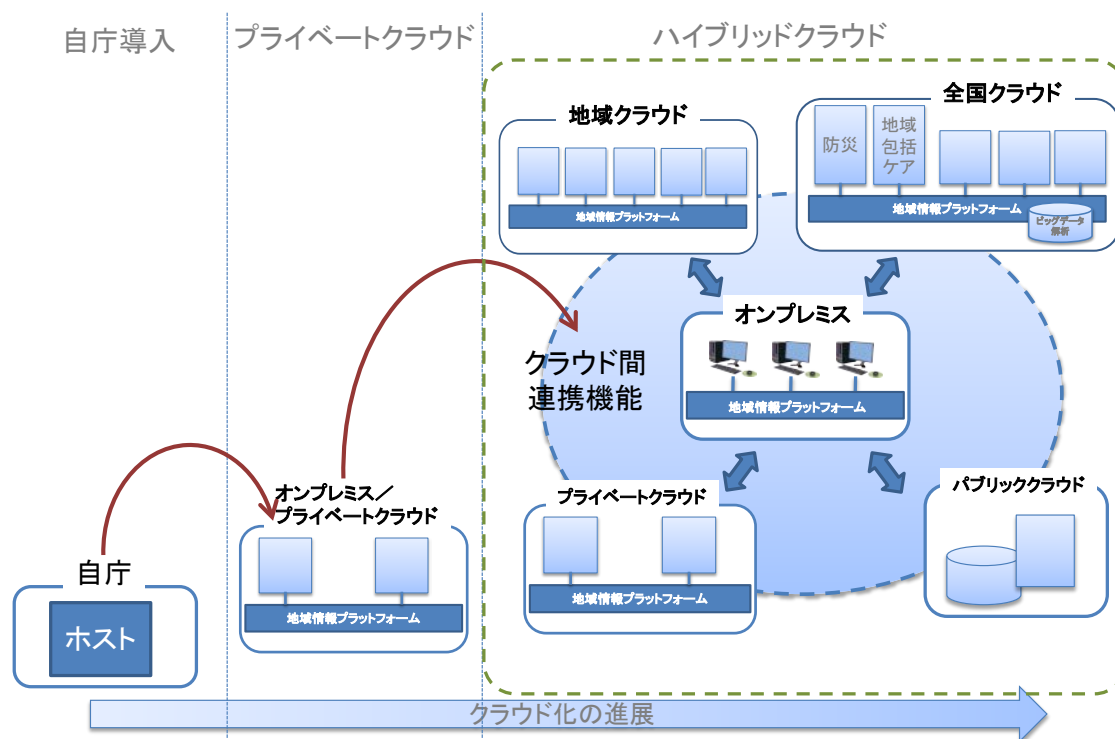 自庁導入
プライベートクラウド
ハイブリッドクラウド
地域クラウド
地域情報プラットフォーム
全国クラウド
防災
地域
包括
ケア
地域情報プラットフォーム
ビッグデータ
解析
オンプレミス
地域情報プラットフォーム
クラウド間
連携機能
自庁
ホスト
オンプレミス／
プライベートクラウド
地域情報プラットフォーム
プライベートクラウド
地域情報プラットフォーム
パブリッククラウド
クラウド化の進展